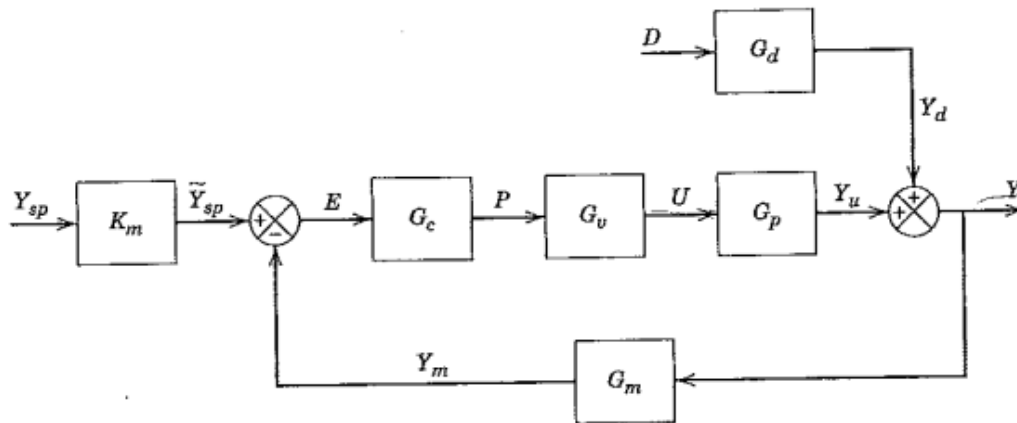 D
G_d
Y_d
Y_sp
K_m
Ỹ_sp
+
-
E
G_c
P
G_v
U
G_p
Y_u
+
+
Y
Y_m
G_m